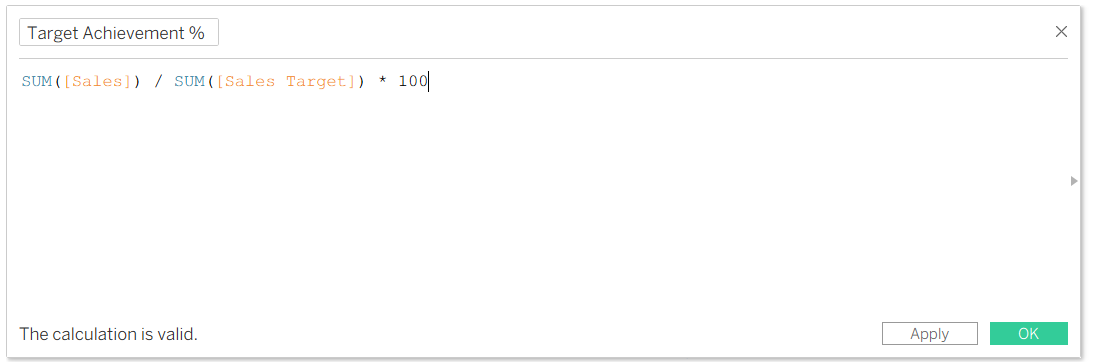 Target Achievement %
SUM([Sales]) / SUM([Sales Target]) * 100
The calculation is valid.
Apply
OK